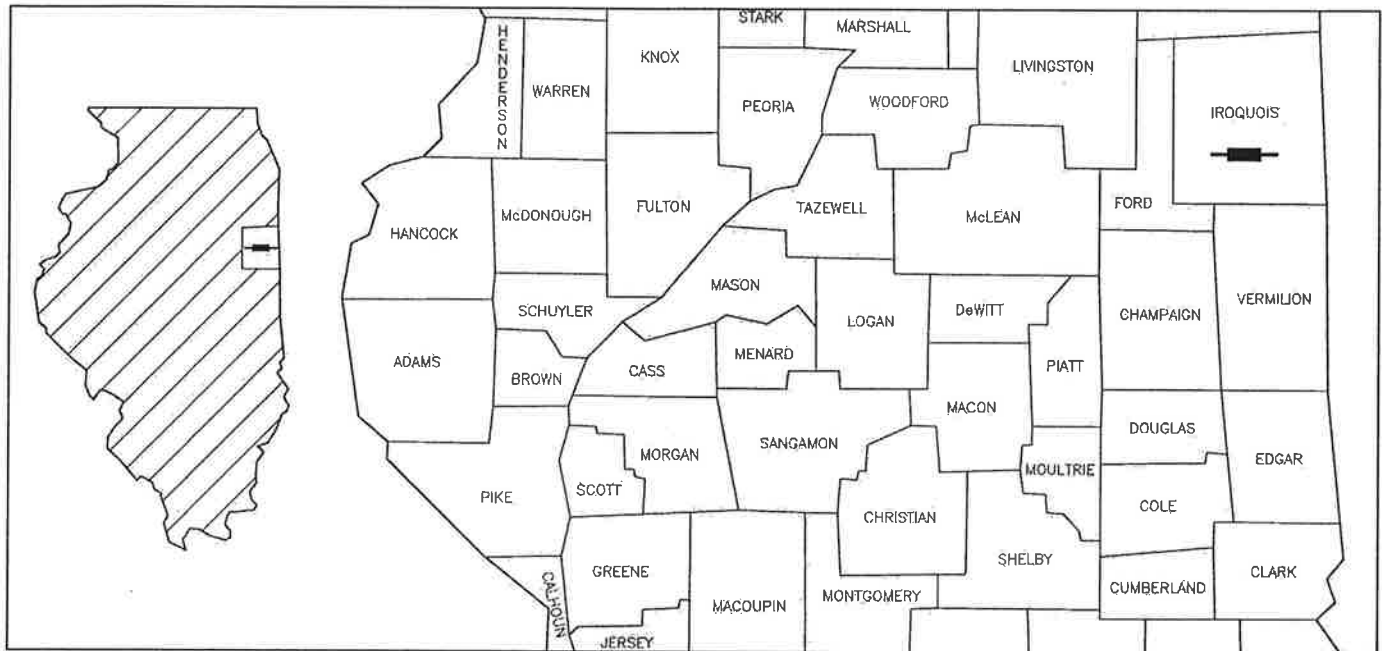 STARK
MARSHALL
HENDERSON
KNOX
LIVINGSTON
WARREN
PEORIA
WOODFORD
IROQUOIS
FULTON
TAZEWELL
McLEAN
FORD
McDONOUGH
HANCOCK
MASON
SCHUYLER
LOGAN
DeWITT
CHAMPAIGN
VERMILION
ADAMS
BROWN
CASS
MENARD
PIATT
MACON
DOUGLAS
MORGAN
SANGAMON
EDGAR
MOULTRIE
PIKE
SCOTT
COLE
CHRISTIAN
SHELBY
GREENE
CLARK
CALHOUN
MACOUPIN
MONTGOMERY
CUMBERLAND
JERSEY